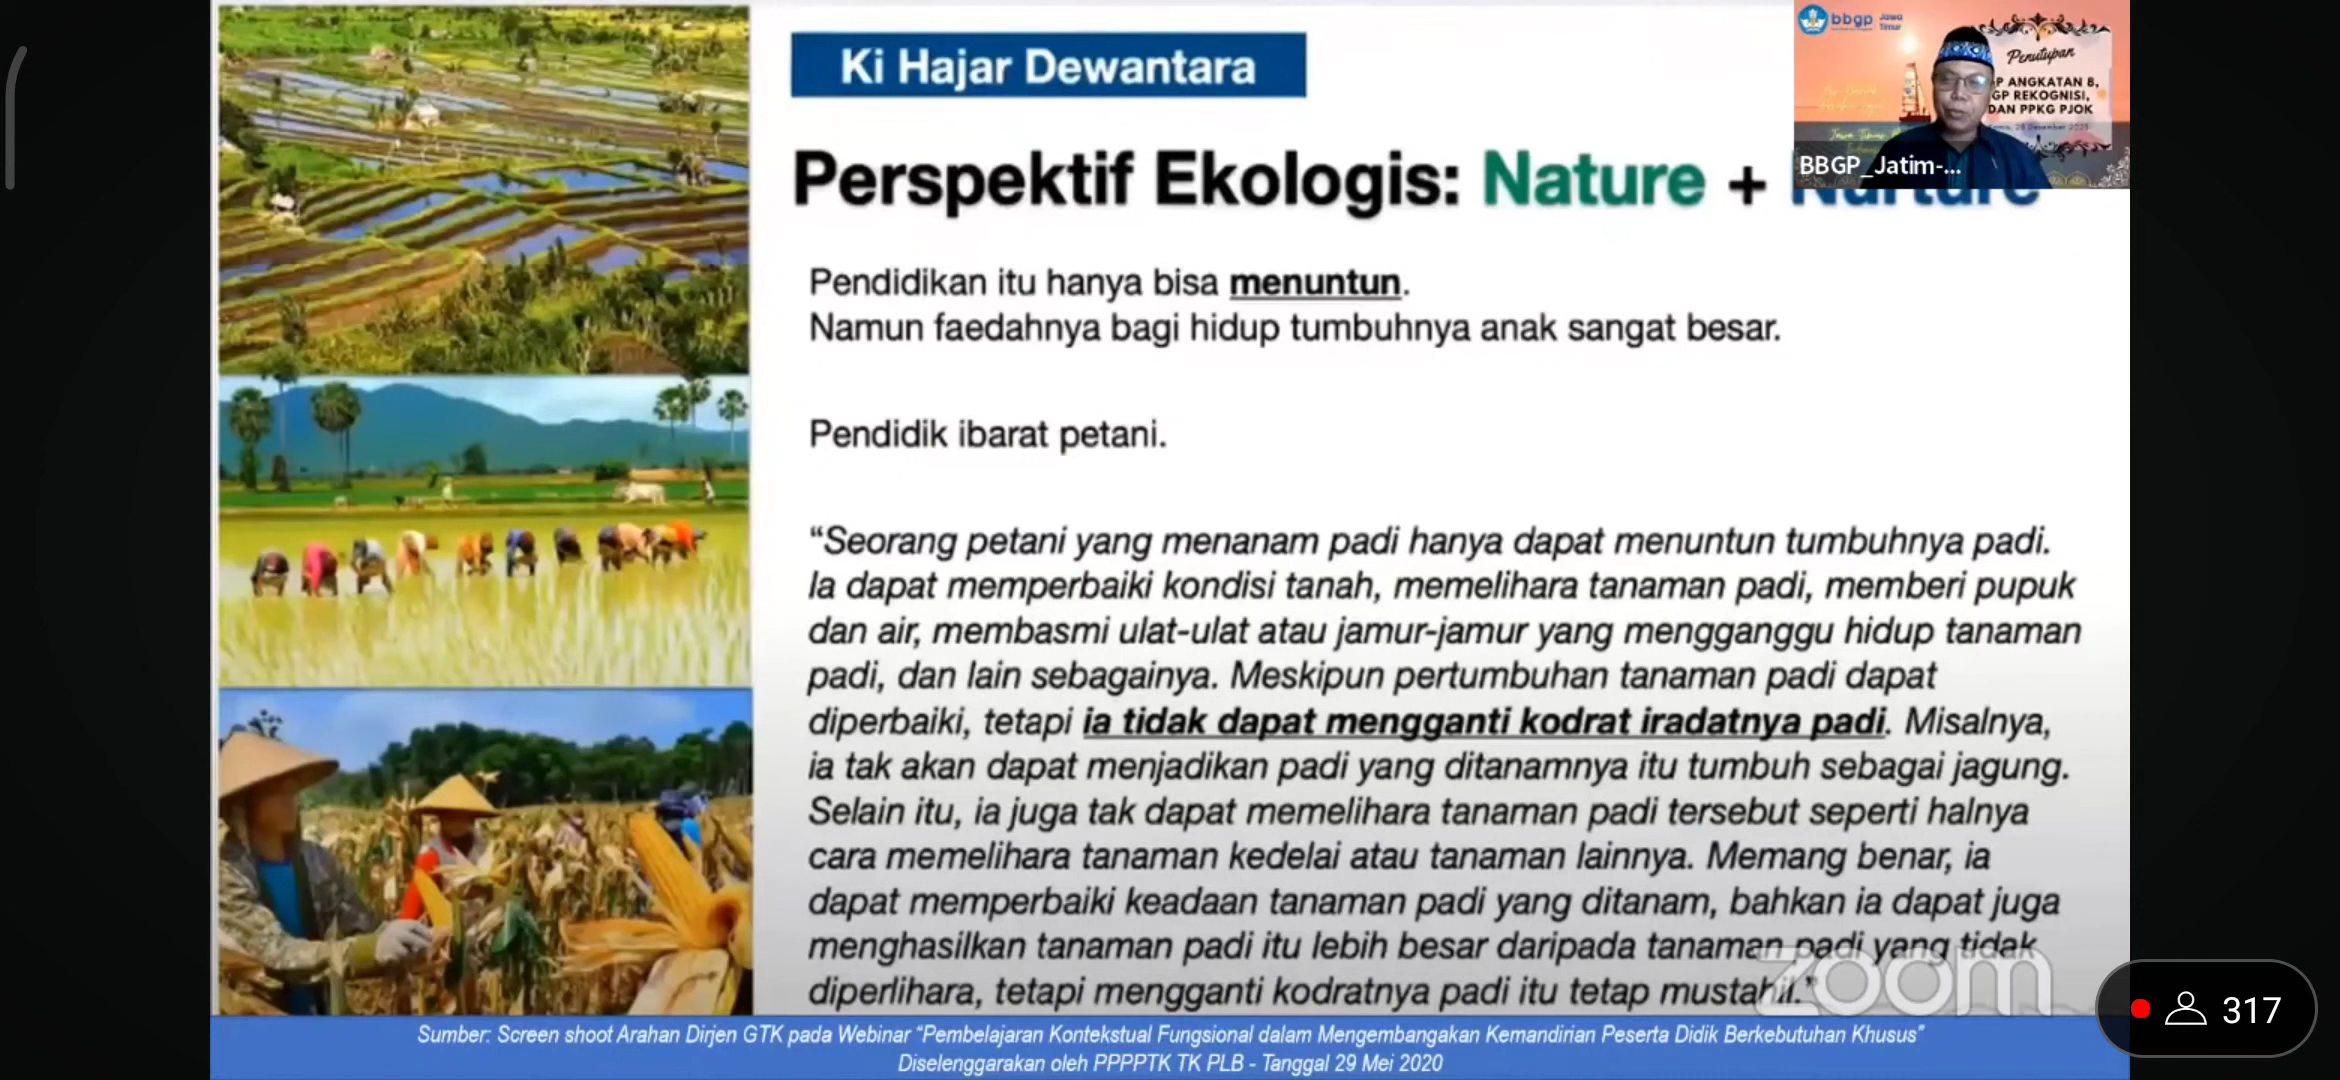 Ki Hajar Dewantara
Perspektif Ekologis: Nature + Nurture
Pendidikan itu hanya bisa menuntun.
Namun faedahnya bagi hidup tumbuhnya anak sangat besar.
Pendidik ibarat petani.
“Seorang petani yang menanam padi hanya dapat menuntun tumbuhnya padi.
Ia dapat memperbaiki kondisi tanah, memelihara tanaman padi, memberi pupuk
dan air, membasmi ulat-ulat atau jamur-jamur yang mengganggu hidup tanaman
padi, dan lain sebagainya. Meskipun pertumbuhan tanaman padi dapat
diperbaiki, tetapi ia tidak dapat mengganti kodrat iradatnya padi. Misalnya,
ia tak akan dapat menjadikan padi yang ditanamnya itu tumbuh sebagai jagung.
Selain itu, ia juga tak dapat memelihara tanaman padi tersebut seperti halnya
cara memelihara tanaman kedelai atau tanaman lainnya. Memang benar, ia
dapat memperbaiki keadaan tanaman padi yang ditanam, bahkan ia dapat juga
menghasilkan tanaman padi itu lebih besar daripada tanaman padi yang tidak
diperlihara, tetapi mengganti kodratnya padi itu tetap mustahil.”
Sumber: Screen shoot Arahan Dirjen GTK pada Webinar “Pembelajaran Kontekstual Fungsional dalam Mengembangakan Kemandirian Peserta Didik Berkebutuhan Khusus”
Diselenggarakan oleh PPPPTK TK PLB - Tanggal 29 Mei 2020
bbgp Jawa
Timur
Penutupan
P ANGKATAN 8,
GP REKOGNISI,
DAN PPKG PJOK
BBGP_Jatim-...
zoom
317